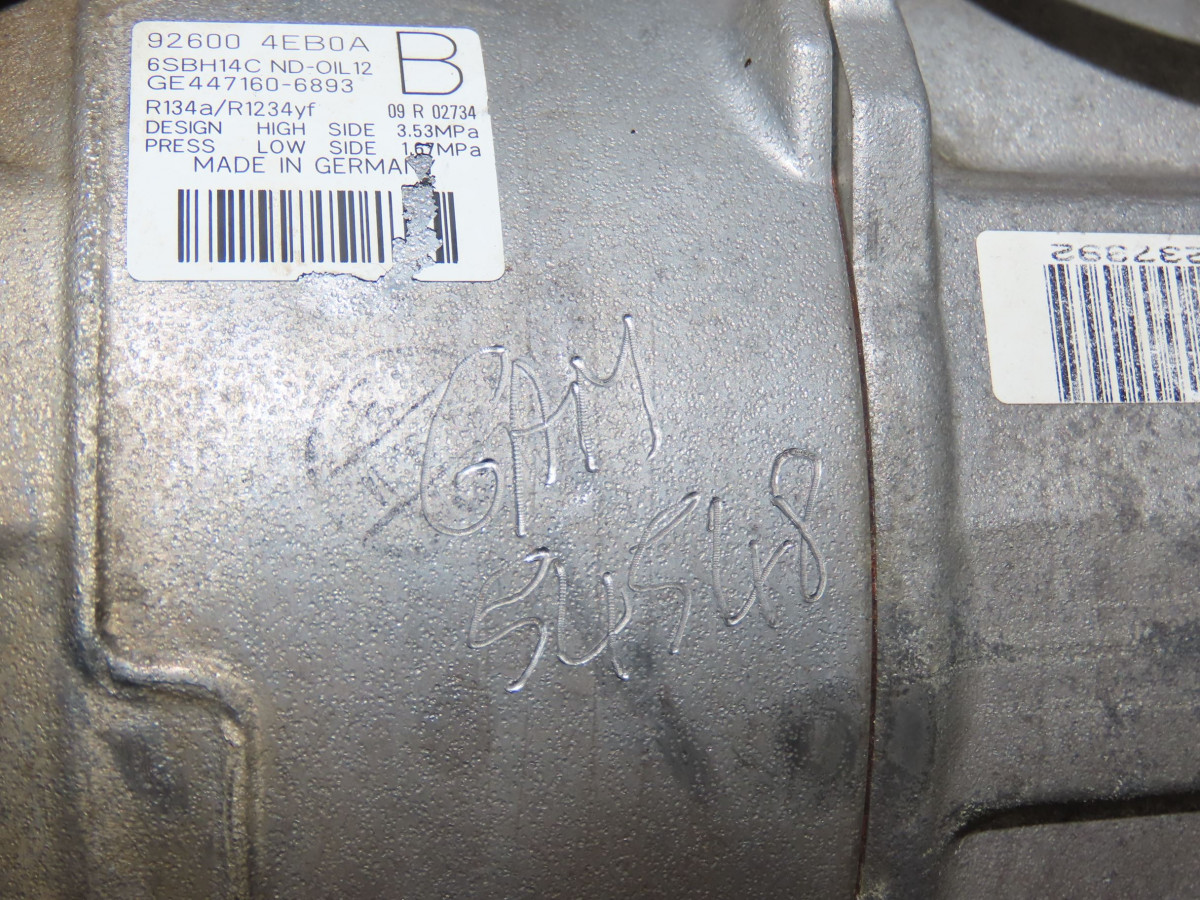 92600 4EB0A
B
6SBH14C ND-OIL12
GE447160-6893
R134a/R1234yf 09 R 02734
DESIGN HIGH SIDE 3.53MPa
PRESS LOW SIDE 1.67MPa
MADE IN GERMANY
237392
GAM